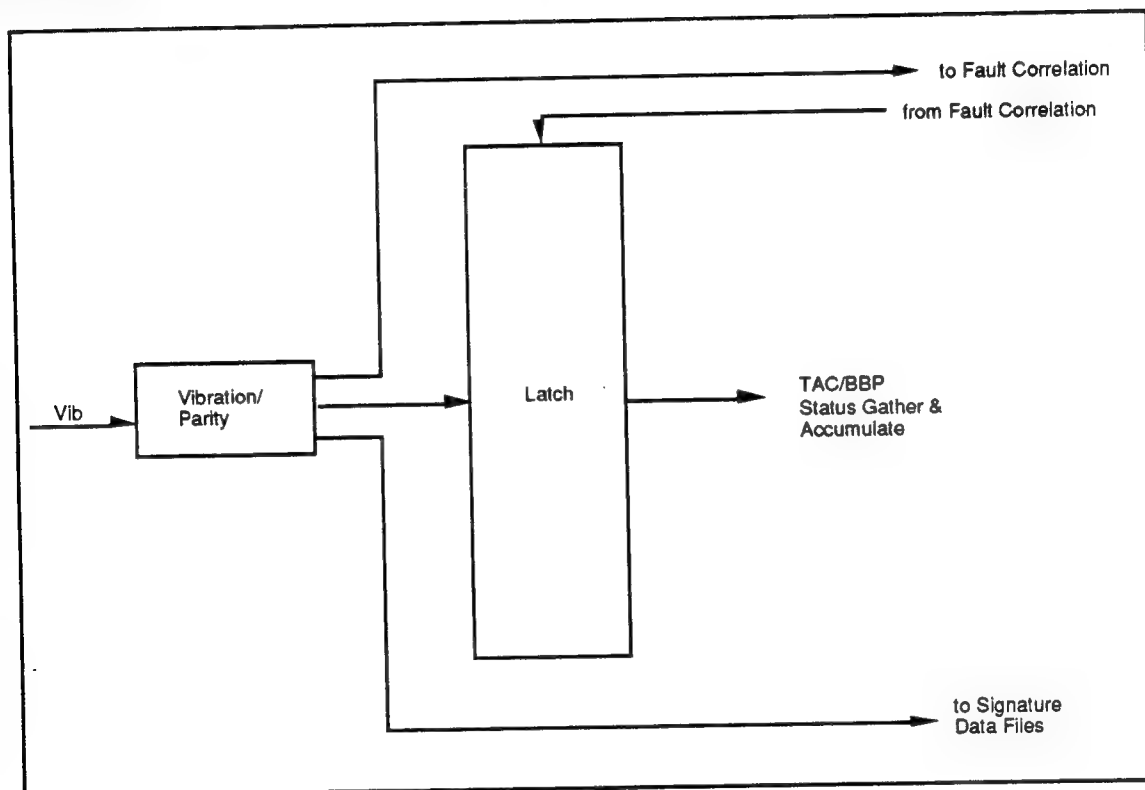 to Fault Correlation
from Fault Correlation
Vib
Vibration/
Parity
Latch
TAC/BBP
Status Gather &
Accumulate
to Signature
Data Files